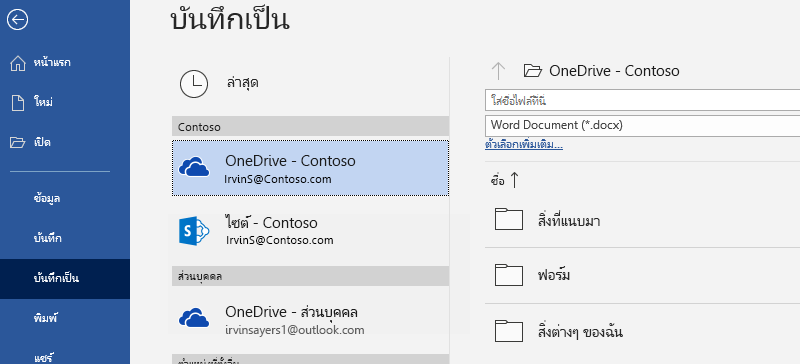 บันทึกเป็น
หน้าแรก
ใหม่
เปิด
ข้อมูล
บันทึก
บันทึกเป็น
พิมพ์
แชร์
ล่าสุด
Contoso
OneDrive - Contoso
IrvinS@Contoso.com
ไซต์ - Contoso
IrvinS@Contoso.com
ส่วนบุคคล
OneDrive - ส่วนบุคคล
irvinsayers1@outlook.com
OneDrive - Contoso
ใส่ชื่อไฟล์ที่นี่
Word Document (*.docx)
ตัวเลือกเพิ่มเติม...
ชื่อ
สิ่งที่แนบมา
ฟอร์ม
สิ่งต่างๆ ของฉัน